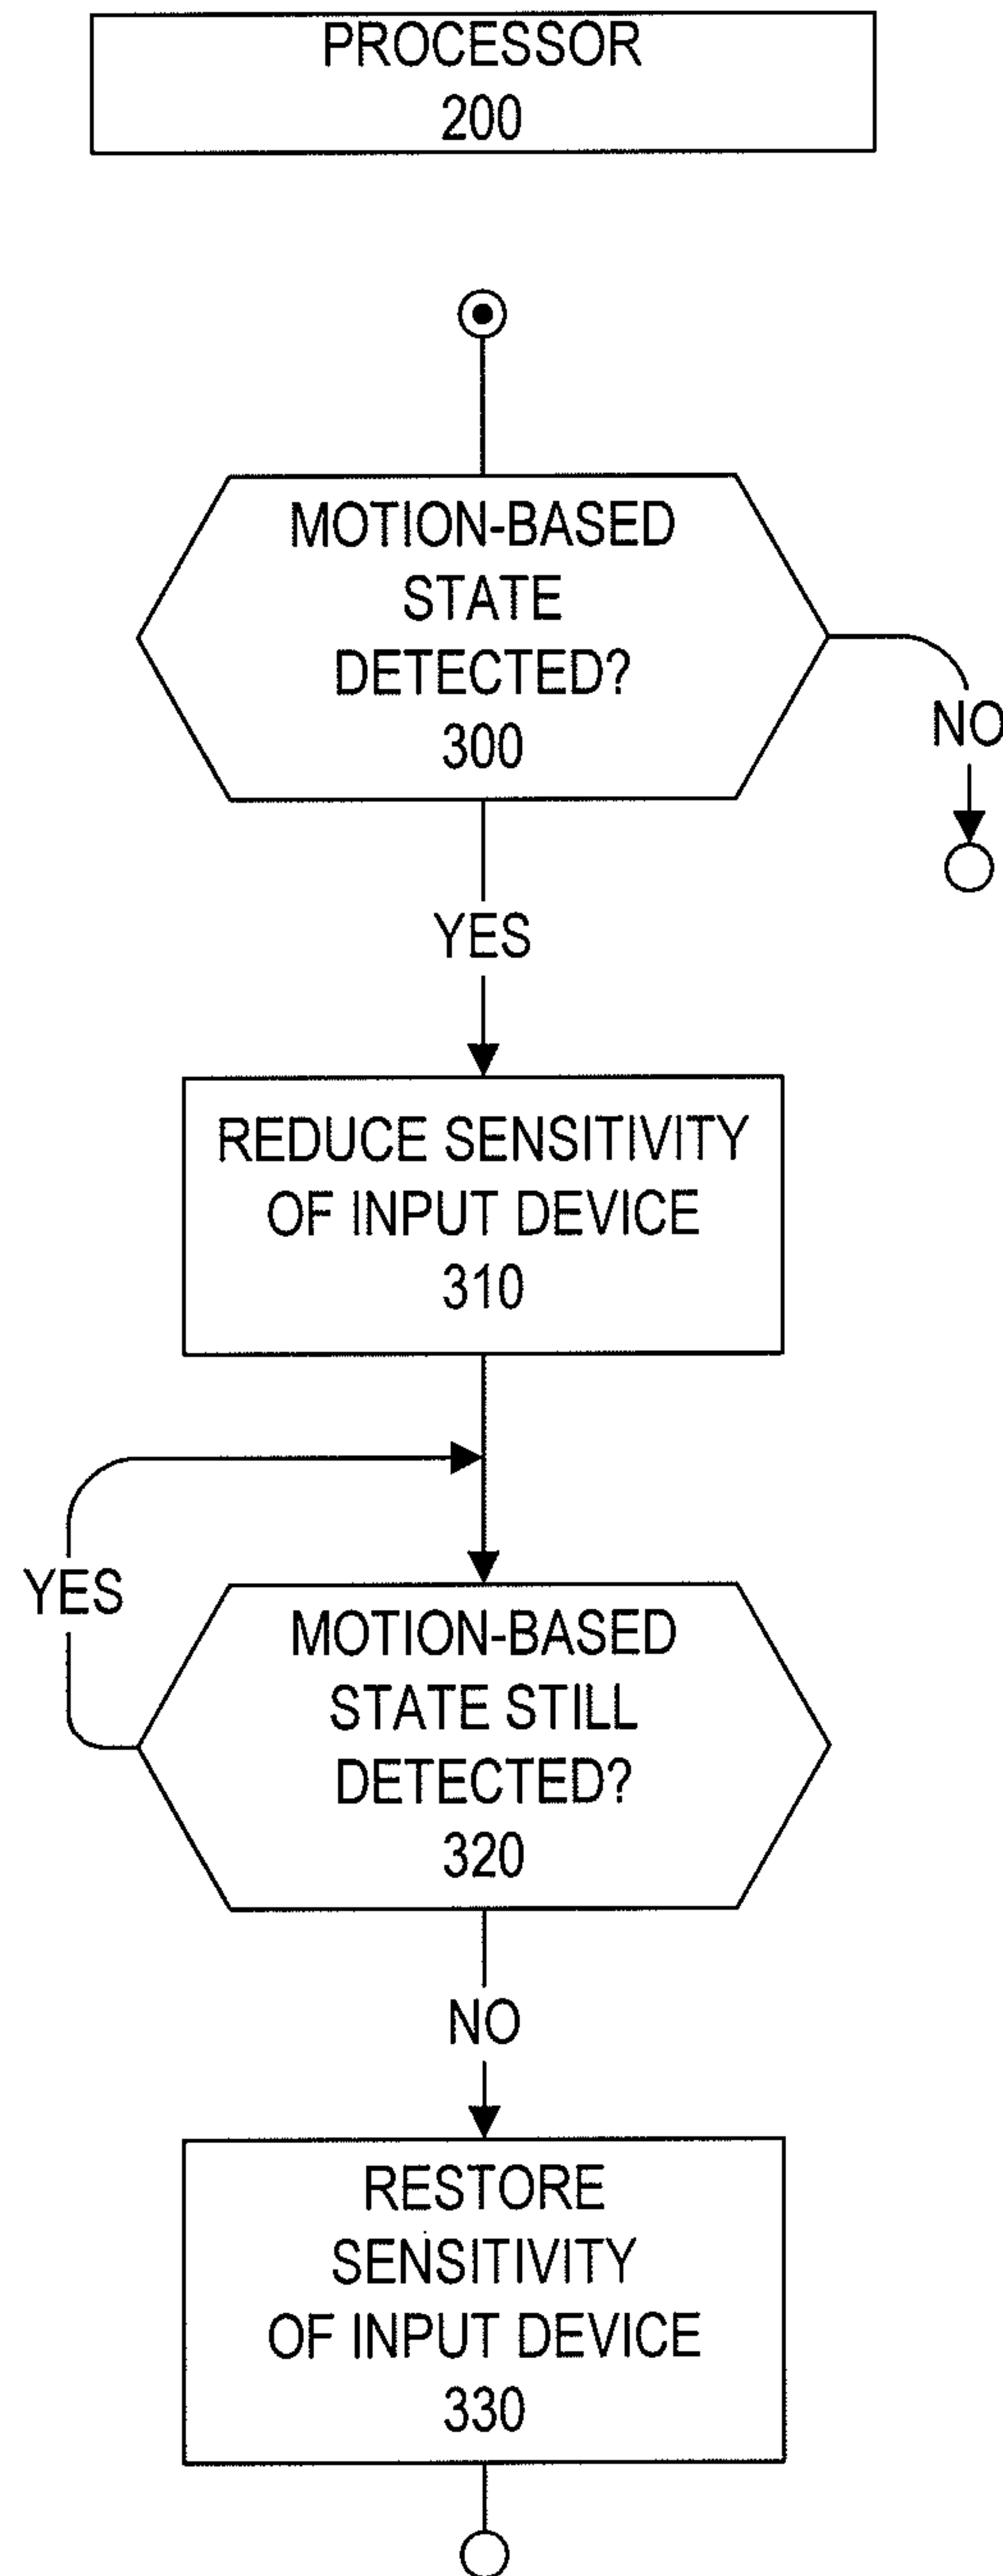 PROCESSOR
200
MOTION-BASED
STATE
DETECTED?
300
NO
YES
REDUCE SENSITIVITY
OF INPUT DEVICE
310
YES
MOTION-BASED
STATE STILL
DETECTED?
320
NO
RESTORE
SENSITIVITY
OF INPUT DEVICE
330